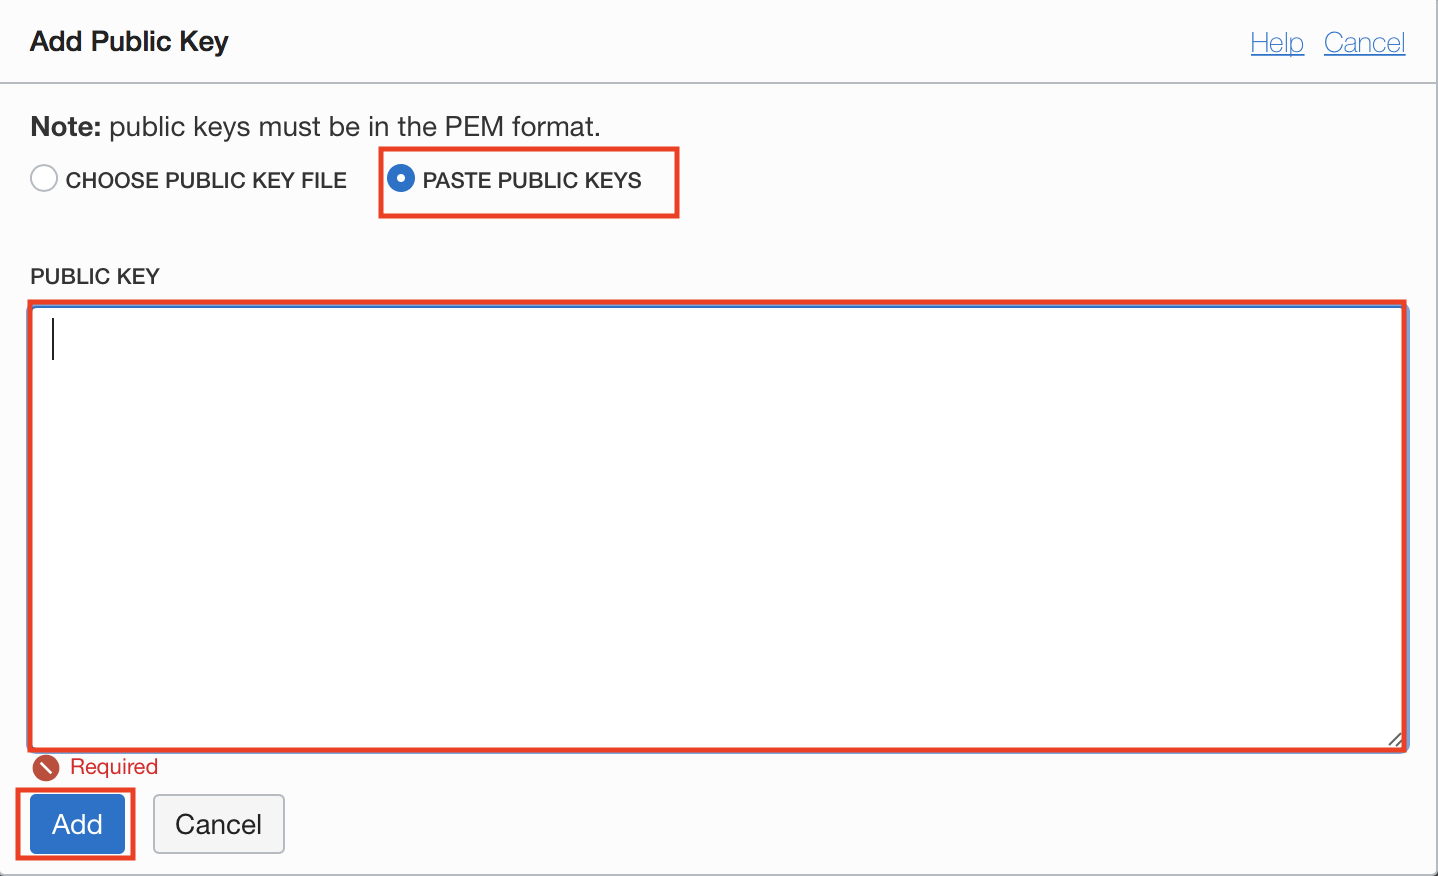 Add Public Key
Help Cancel
Note: public keys must be in the PEM format.
CHOOSE PUBLIC KEY FILE PASTE PUBLIC KEYS
PUBLIC KEY
Required
Add Cancel